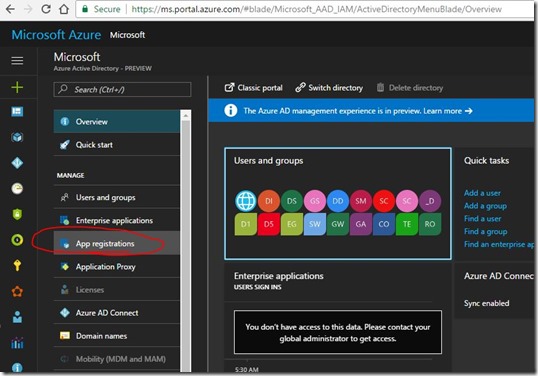 Secure https://ms.portal.azure.com/#blade/Microsoft_AAD_IAM/ActiveDirectoryMenuBlade/Overview
Microsoft Azure Azure Active Directory
Microsoft
Azure Active Directory - PREVIEW
Search (Ctrl+/)
Overview
Quick start
MANAGE
Users and groups
Enterprise applications
App registrations
Application Proxy
Licenses
Azure AD Connect
Domain names
Mobility (MDM and MAM)
Classic portal
Switch directory
Delete directory
The Azure AD management experience is in preview. Learn more →
Users and groups
DI DS GS DD SM SC SC _D
D1 D5 EG SW GW GA CO TE RO
Enterprise applications
USERS SIGN INS
You don't have access to this data. Please contact your
global administrator to get access.
5:30 AM
Quick tasks
Add a user
Add a group
Find a user
Find a group
Find an enterprise ap
Azure AD Connect
Sync enabled